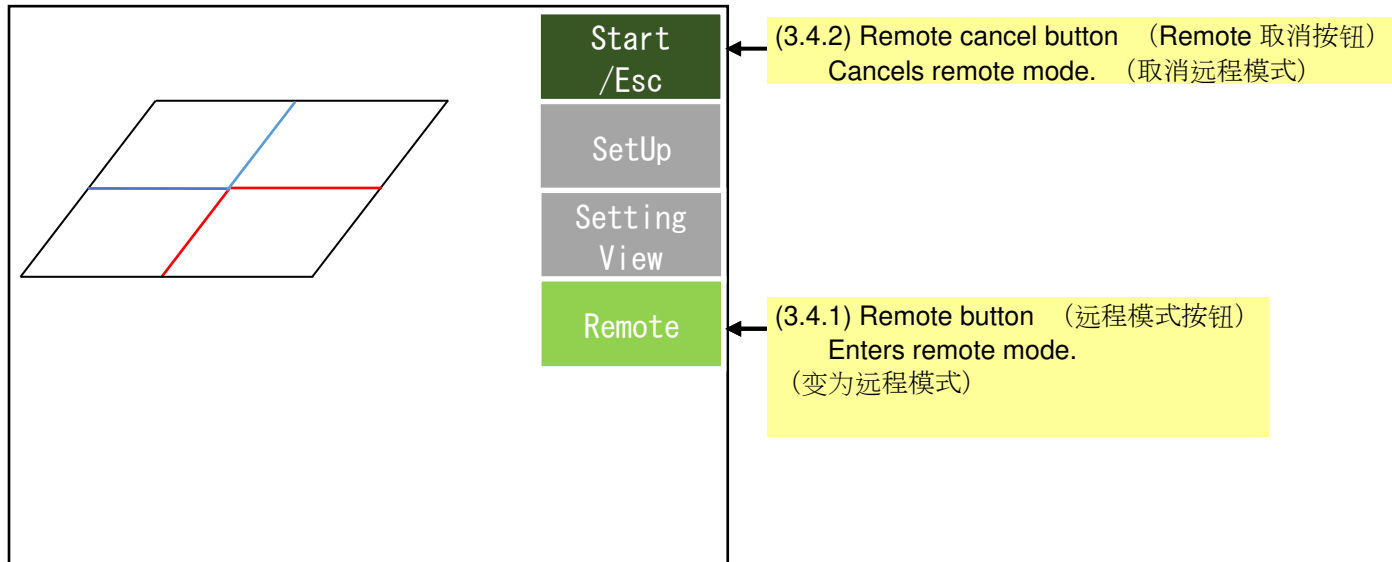 Start
/Esc
SetUp
Setting
View
Remote
(3.4.2) Remote cancel button （Remote 取消按钮）
Cancels remote mode. （取消远程模式）
(3.4.1) Remote button （远程模式按钮）
Enters remote mode.
（变为远程模式）